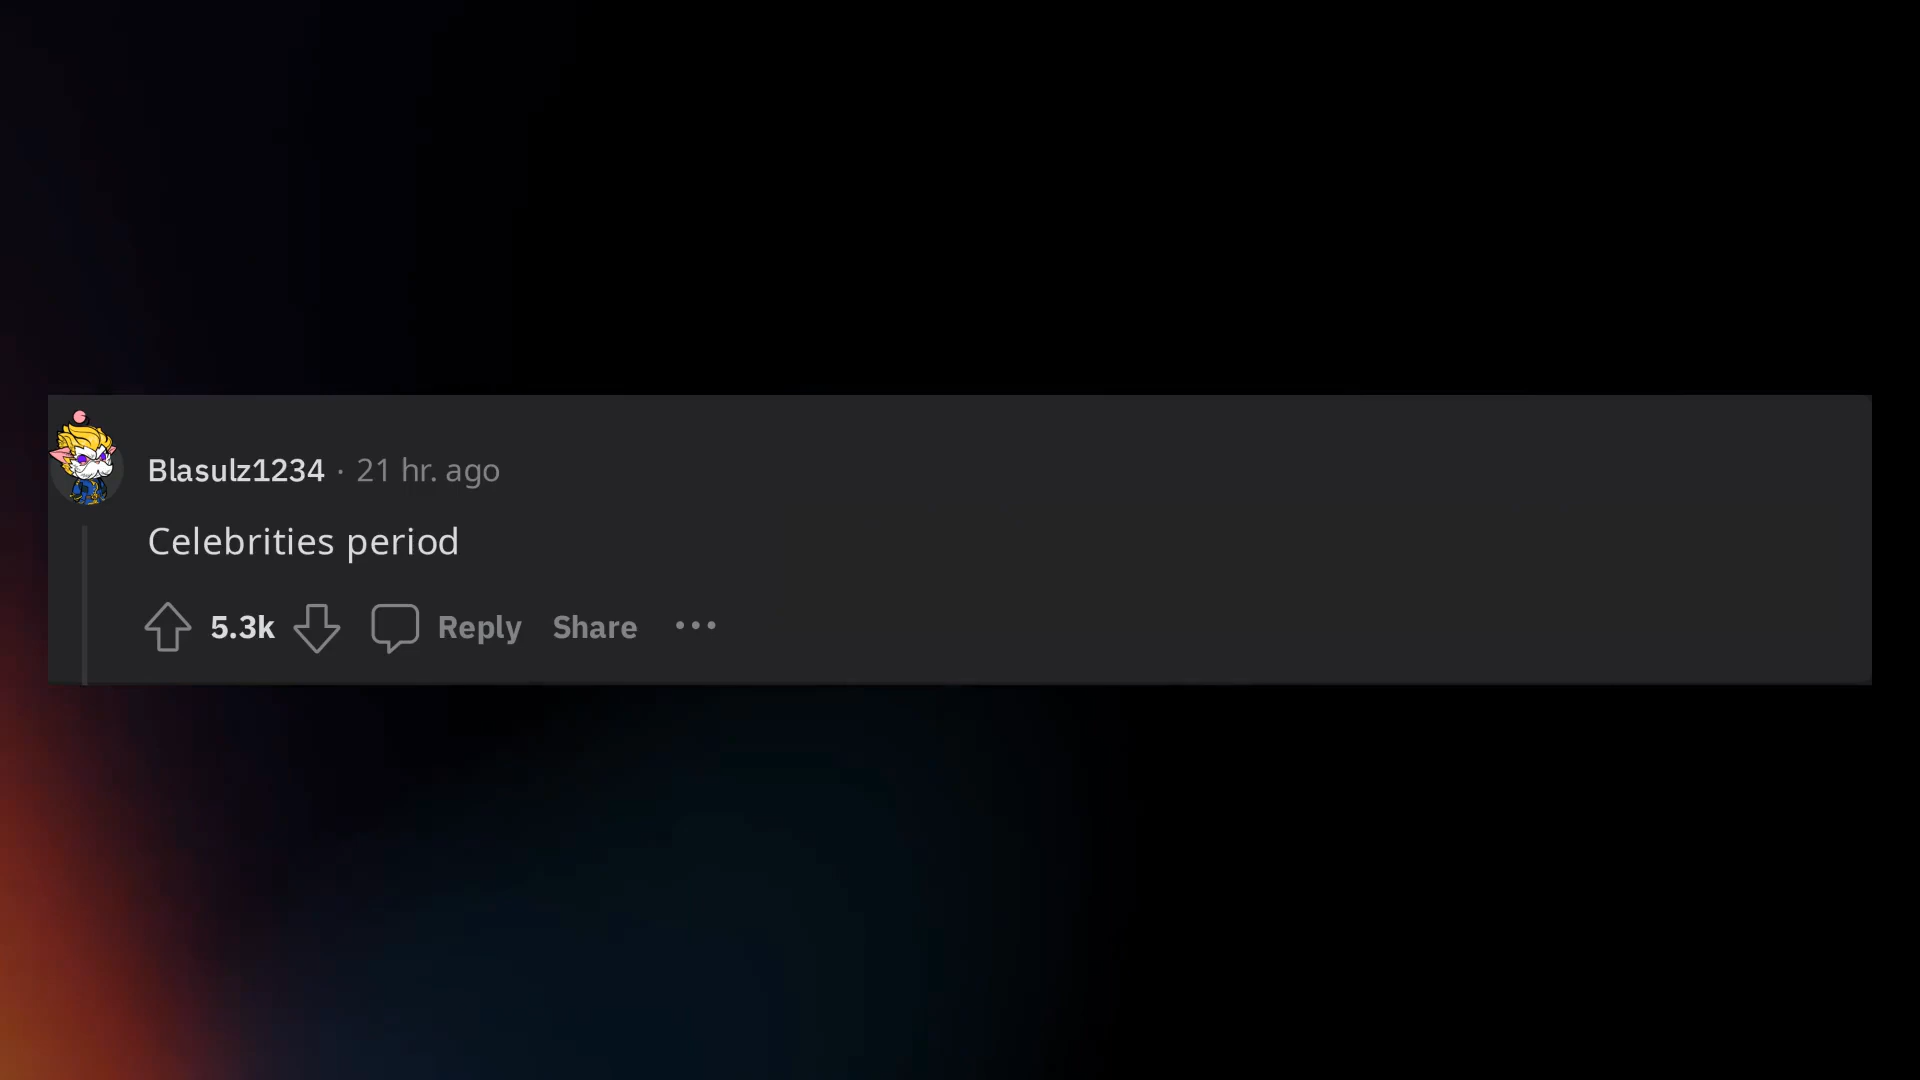 Blasulz1234 · 21 hr. ago
Celebrities period
5.3k Reply Share ···